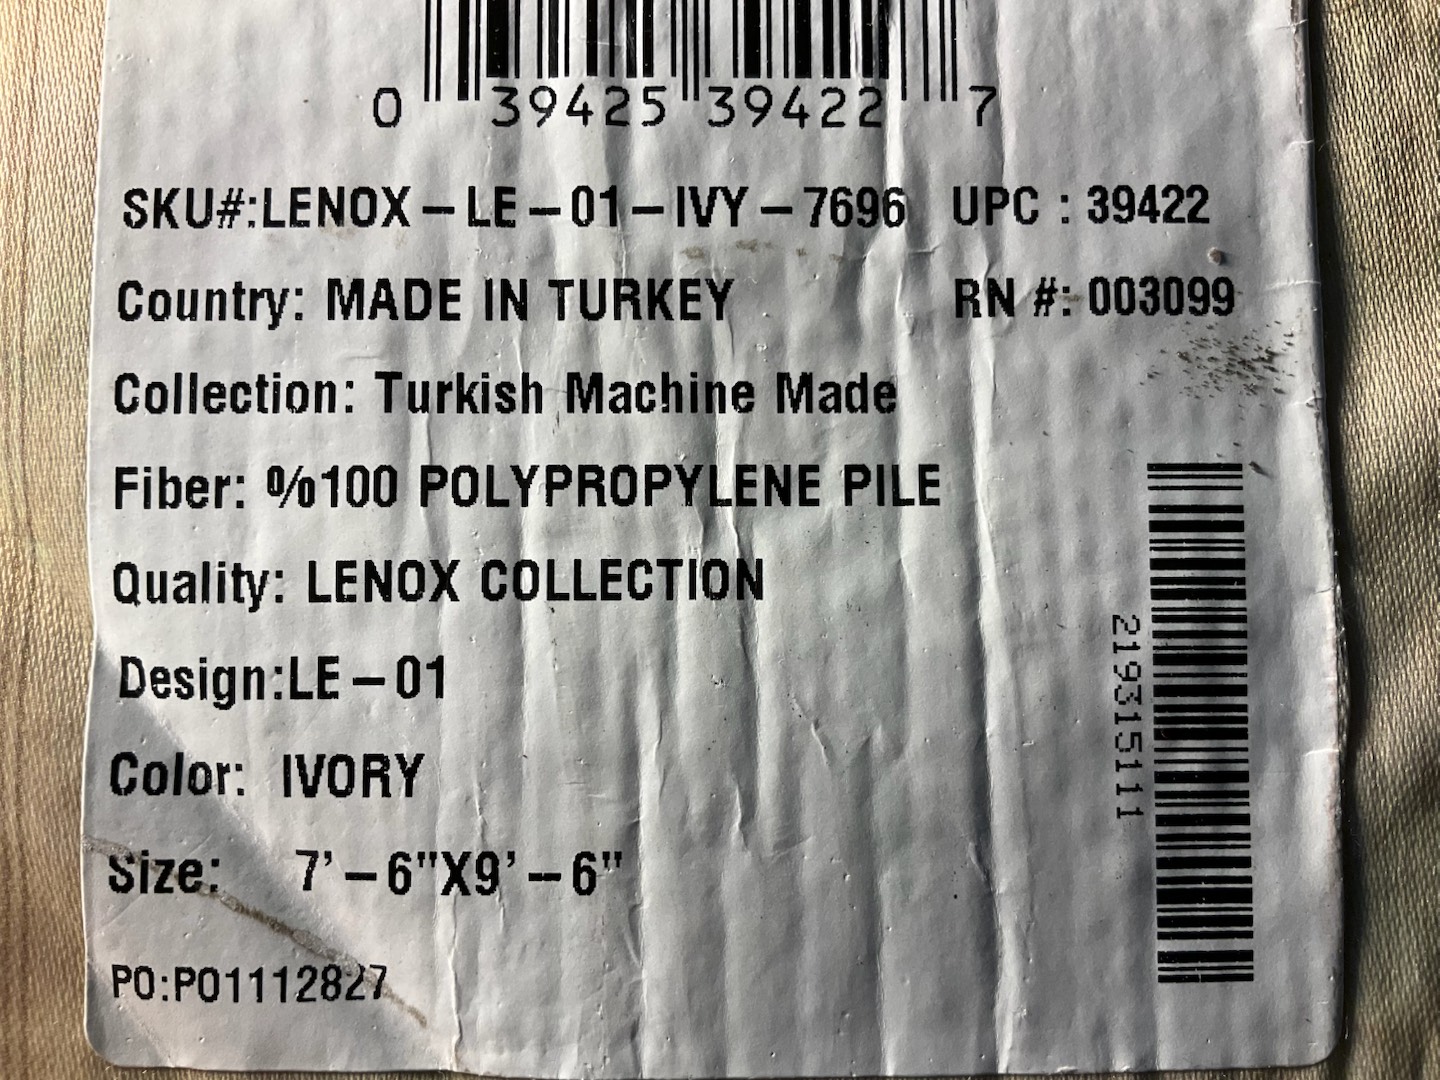 0 39425 39422 7
SKU#:LENOX-LE-01-IVY-7696 UPC : 39422
Country: MADE IN TURKEY RN #: 003099
Collection: Turkish Machine Made
Fiber: %100 POLYPROPYLENE PILE
Quality: LENOX COLLECTION
Design:LE-01
Color: IVORY
Size: 7'-6"X9'-6"
PO:PO1112827
219315111